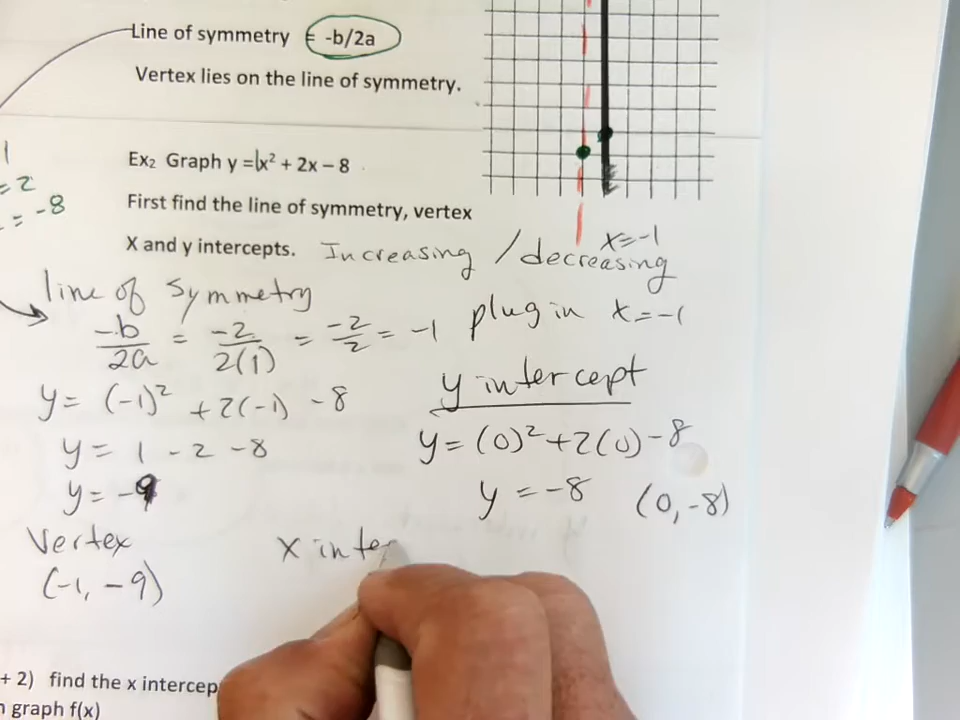 Line of symmetry = -b/2a
Vertex lies on the line of symmetry.
1
= 2
= -8
Ex2 Graph y = 1x² + 2x – 8
First find the line of symmetry, vertex
X and y intercepts. Increasing / decreasing
x=-1
line of Symmetry
-b/2a = -2/2(1) = -2/2 = -1
plug in x=-1
y = (-1)² + 2(-1) - 8
y = 1 - 2 - 8
y = -9
y intercept
y = (0)² + 2(0) - 8
y = -8 (0, -8)
Vertex
(-1, -9)
x inter
+ 2) find the x intercep
graph f(x)